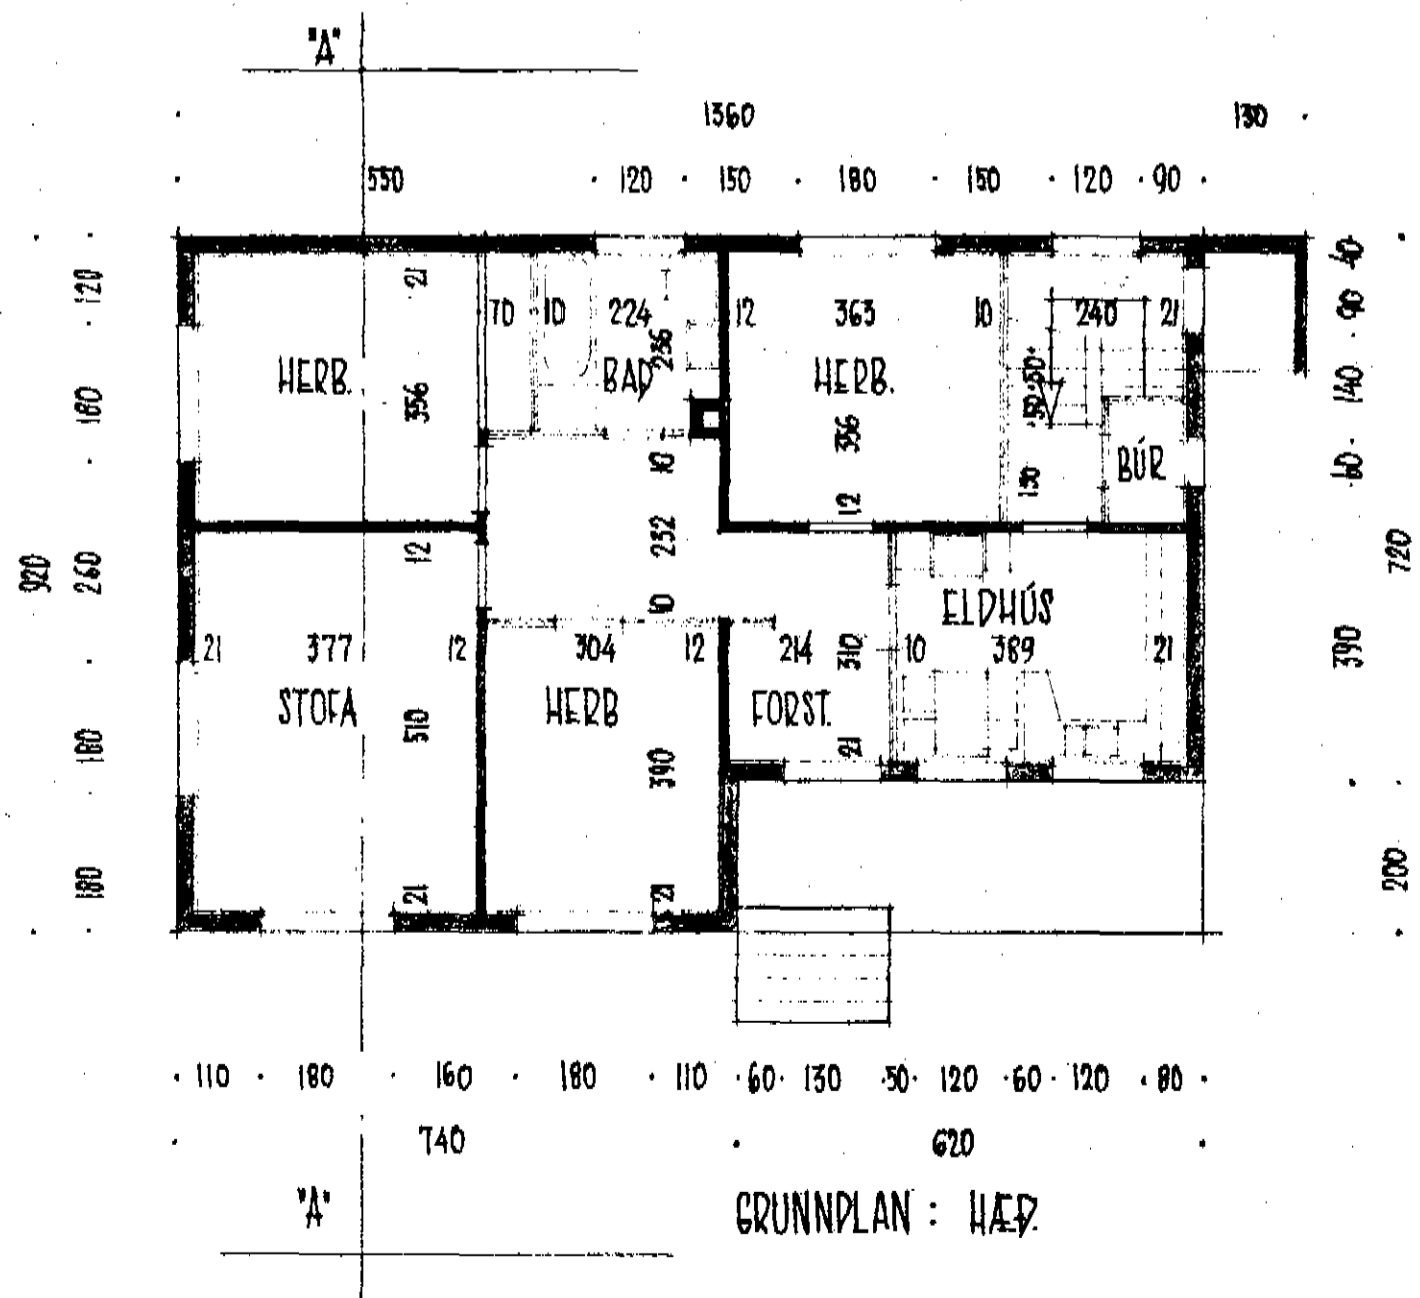 "A"
1360 130
550 120 150 180 150 120 90
120 180 260 180 180
920
40 90 140 60 390
720 200
21 70 10 224 12 363 10 240 21
HERB. 356 BAÐ 236 HERB. 356 50 50
BÚR
10 12 130
12 232
10 ELDHÚS
21 377 12 304 12 214 310 10 389 21
STOFA 510 HERB FORST.
390 21
21 21
110 180 160 180 110 60 130 50 120 60 120 80
740 620
"A" GRUNNPLAN : HÆÐ.